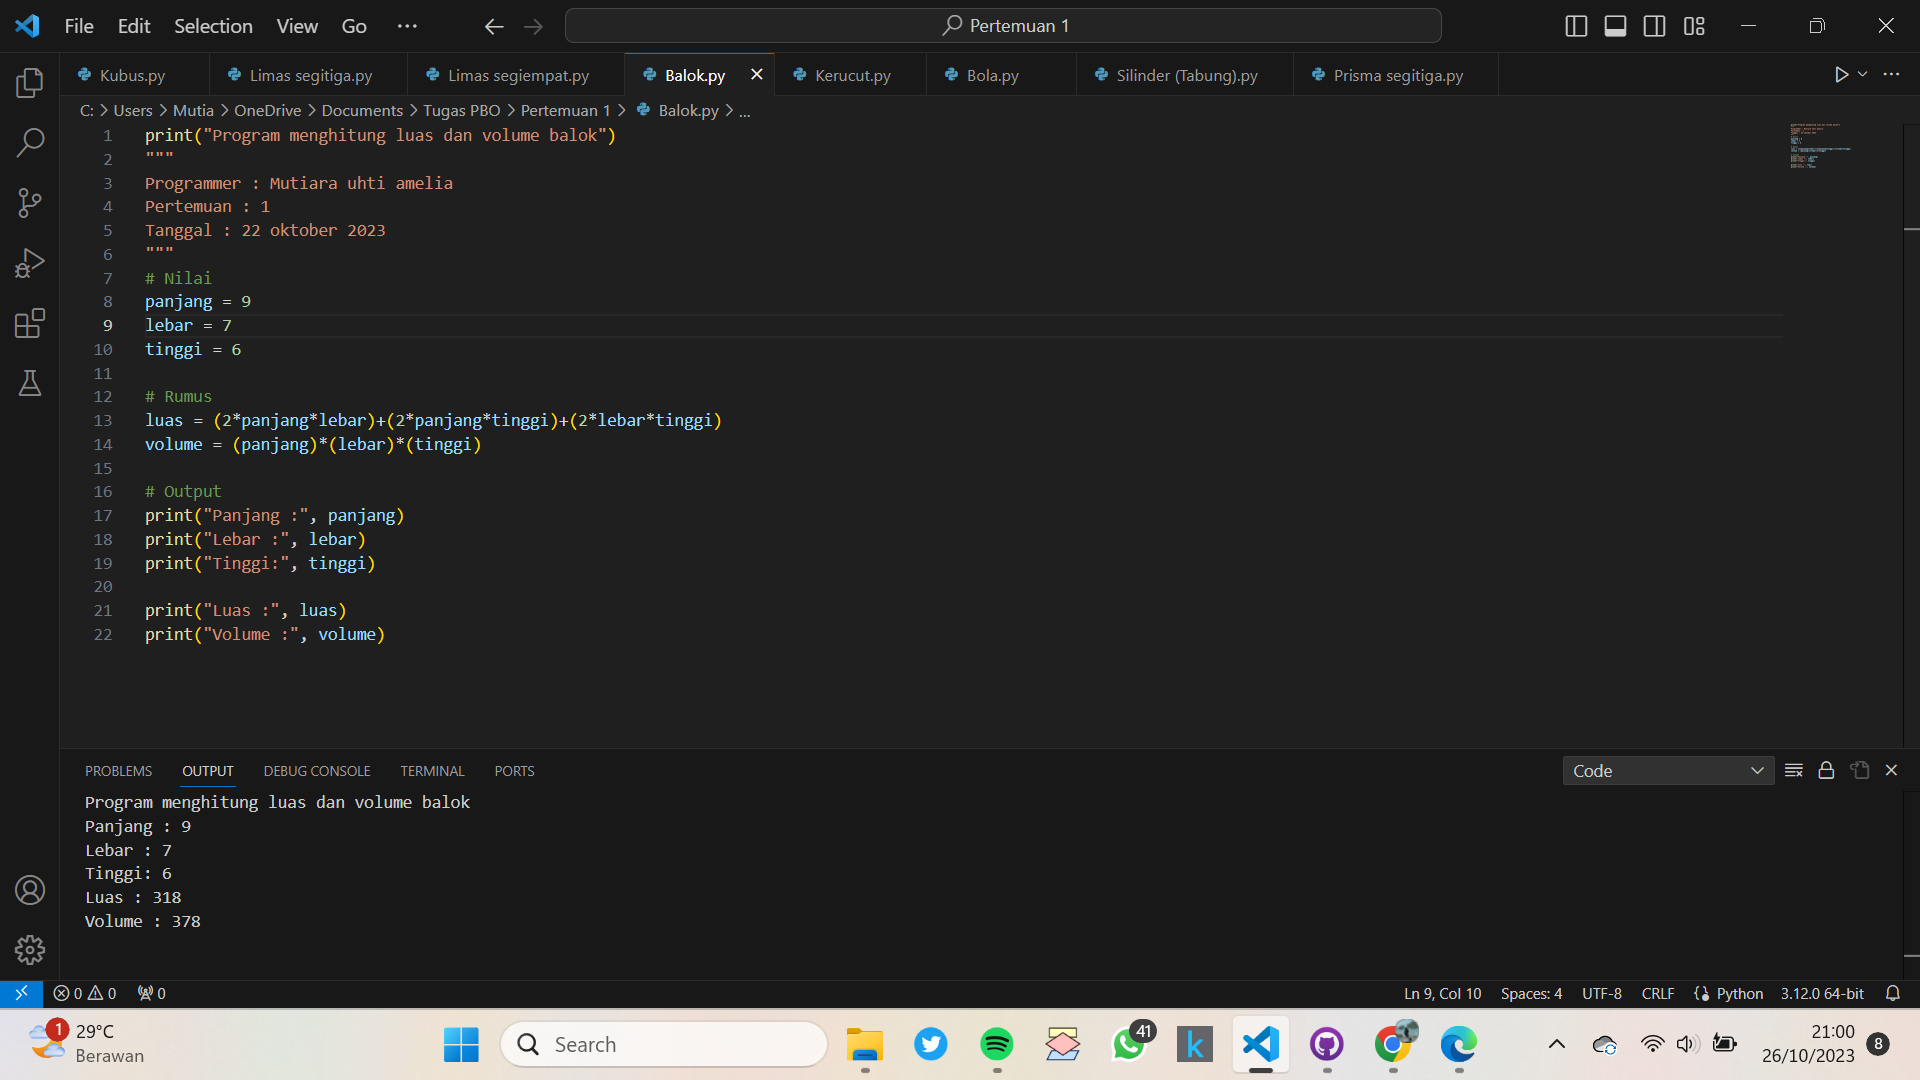 File Edit Selection View Go ···
Pertemuan 1
Kubus.py Limas segitiga.py Limas segiempat.py Balok.py Kerucut.py Bola.py Silinder (Tabung).py Prisma segitiga.py
C: > Users > Mutia > OneDrive > Documents > Tugas PBO > Pertemuan 1 > Balok.py > ...
1 print("Program menghitung luas dan volume balok")
2 """
3 Programmer : Mutiara uhti amelia
4 Pertemuan : 1
5 Tanggal : 22 oktober 2023
6 """
7 # Nilai
8 panjang = 9
9 lebar = 7
10 tinggi = 6
11
12 # Rumus
13 luas = (2*panjang*lebar)+(2*panjang*tinggi)+(2*lebar*tinggi)
14 volume = (panjang)*(lebar)*(tinggi)
15
16 # Output
17 print("Panjang :", panjang)
18 print("Lebar :", lebar)
19 print("Tinggi:", tinggi)
20
21 print("Luas :", luas)
22 print("Volume :", volume)
PROBLEMS OUTPUT DEBUG CONSOLE TERMINAL PORTS
Code
Program menghitung luas dan volume balok
Panjang : 9
Lebar : 7
Tinggi: 6
Luas : 318
Volume : 378
0 0 0
Ln 9, Col 10 Spaces: 4 UTF-8 CRLF Python 3.12.0 64-bit
1 29°C
Berawan
Search
41
k
21:00
26/10/2023
8